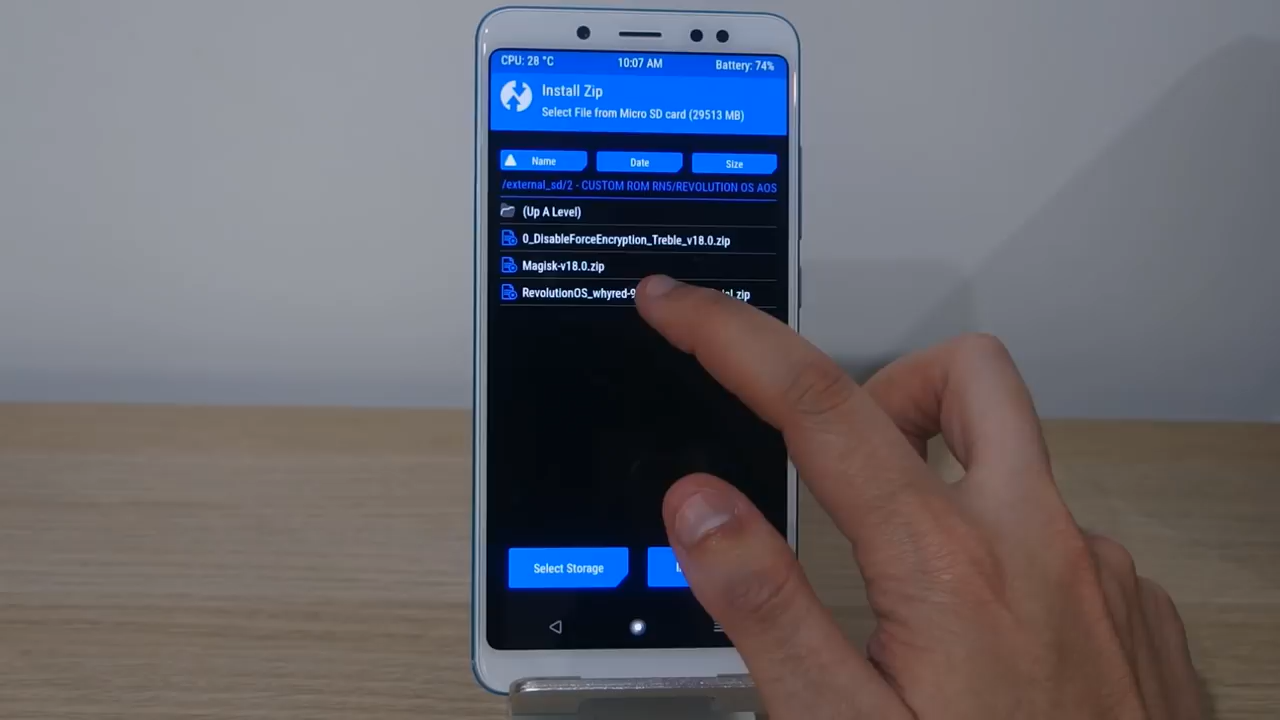 CPU: 28 °C 10:07 AM Battery: 74%
Install Zip
Select File from Micro SD card (29513 MB)
Name Date Size
/external_sd/2 - CUSTOM ROM RN5/REVOLUTION OS AOS
(Up A Level)
0_DisableForceEncryption_Treble_v18.0.zip
Magisk-v18.0.zip
RevolutionOS_whyred-9 al.zip
Select Storage